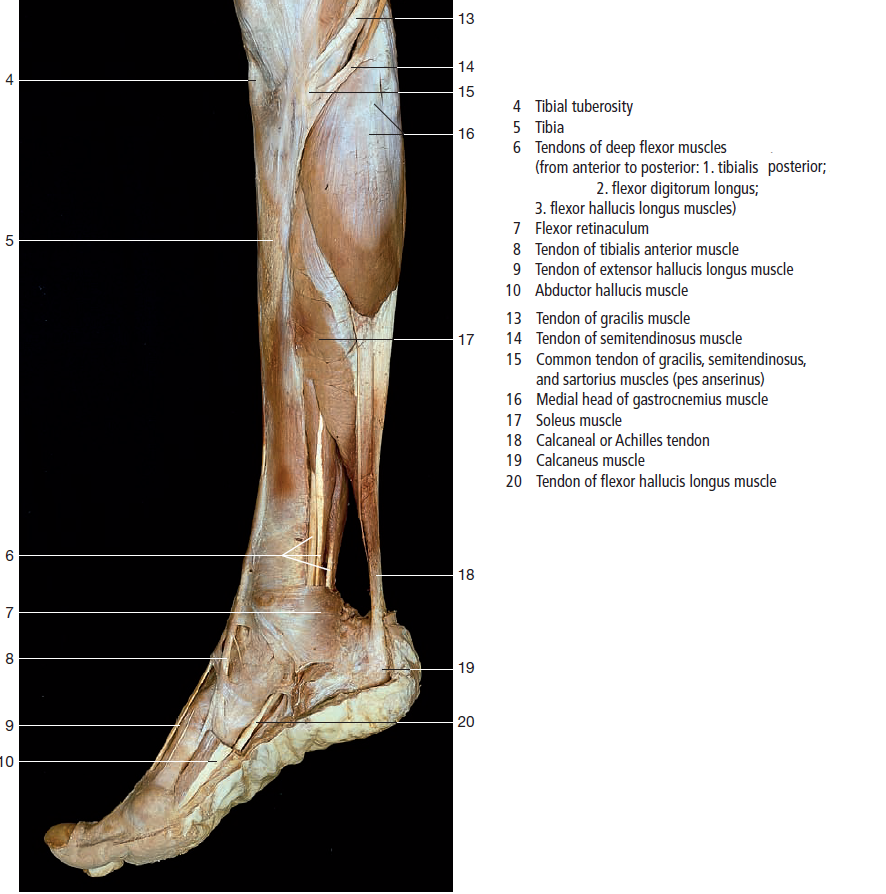 13
4
14
15
16
5
17
6
18
7
8
19
9
20
10
4 Tibial tuberosity
5 Tibia
6 Tendons of deep flexor muscles
(from anterior to posterior: 1. tibialis posterior;
2. flexor digitorum longus;
3. flexor hallucis longus muscles)
7 Flexor retinaculum
8 Tendon of tibialis anterior muscle
9 Tendon of extensor hallucis longus muscle
10 Abductor hallucis muscle
13 Tendon of gracilis muscle
14 Tendon of semitendinosus muscle
15 Common tendon of gracilis, semitendinosus,
and sartorius muscles (pes anserinus)
16 Medial head of gastrocnemius muscle
17 Soleus muscle
18 Calcaneal or Achilles tendon
19 Calcaneus muscle
20 Tendon of flexor hallucis longus muscle